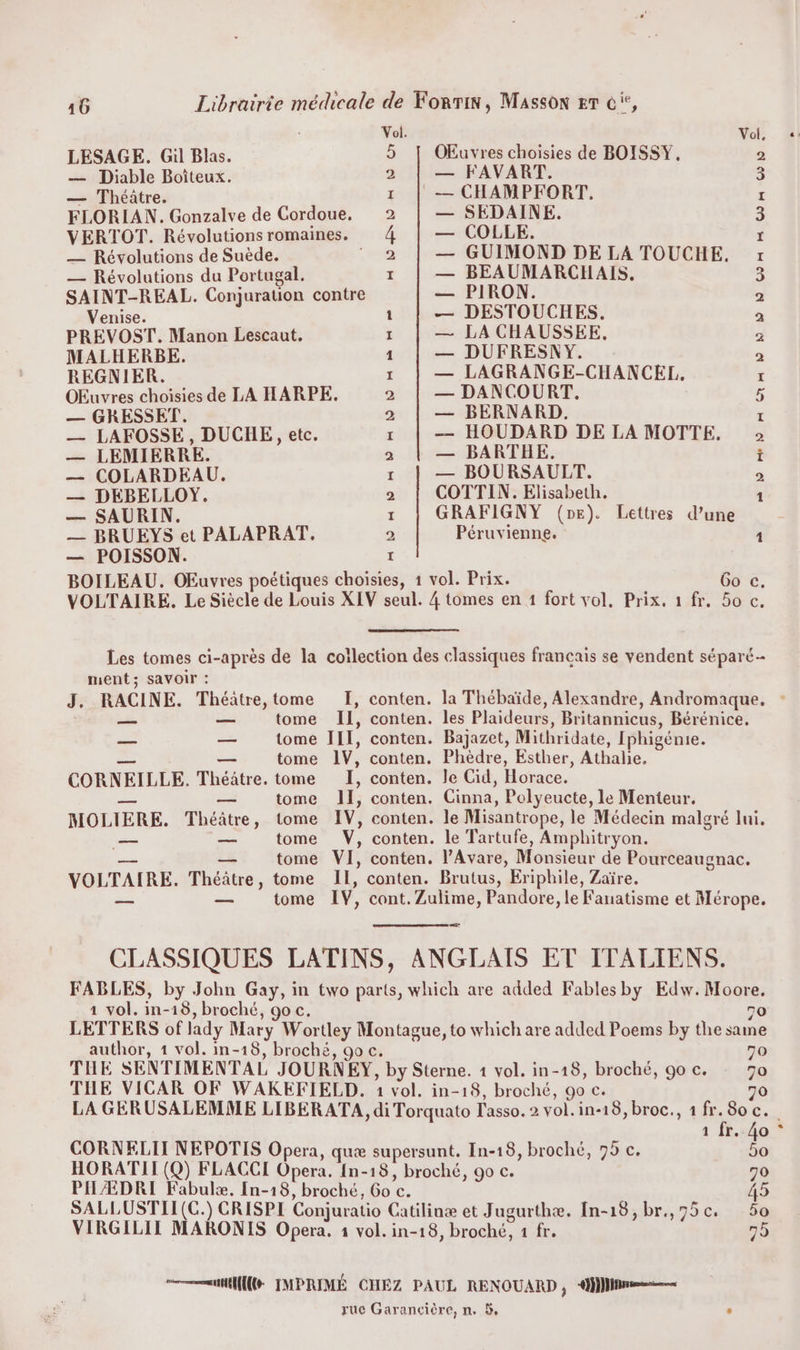 16 Librairie médicale de FORTIN, MASSON ET Cie,
Vol.
LESAGE. Gil Blas. 5
— Diable Boiteux. 2
— Théâtre. 1
FLORIAN. Gonzalve de Cordoue. 2
VERTOT. Révolutions romaines. 4
— Révolutions de Suède. 2
— Révolutions du Portugal. 1
SAINT-REAL. Conjuration contre
Venise. 1
PREVOST. Manon Lescaut. 1
MALHERBE. 1
REGNIER. 1
OEuvres choisies de LA HARPE. 2
— GRESSET. 2
— LAFOSSE, DUCHE, etc. 1
— LEMIERRE. 2
— COLARDEAU. 1
— DEBELLOY. 2
— SAURIN. 1
— BRUEYS et PALAPRAT. 2
— POISSON. 1
Vol.
OEuvres choisies de BOISSY. 2
— FAVART. 3
— CHAMPFORT. 1
— SEDAINE. 3
— COLLE. 1
— GUIMOND DE LA TOUCHE. 1
— BEAUMARCHAIS. 3
— PIRON. 2
— DESTOUCHES. 2
— LA CHAUSSEE. 2
— DUFRESNY. 2
— LAGRANGE-CHANCEL. 1
— DANCOURT. 5
— BERNARD. 1
— HOUDARD DE LA MOTTE. 2
— BARTHE. 1
— BOURSAULT. 2
COTTIN. Elisabeth. 1
GRAFIGNY (DE). Lettres d'une
Péruvienne. 1
BOILEAU. OEuvres poétiques choisies, 1 vol. Prix. 60 c.
VOLTAIRE. Le Siècle de Louis XIV seul. 4 tomes en 1 fort vol. Prix. 1 fr. 50 c.
Les tomes ci-après de la collection des classiques français se vendent séparé-
ment; savoir :
J. RACINE. Théâtre, tome I, conten. la Thébaïde, Alexandre, Andromaque.
— — tome II, conten. les Plaideurs, Britannicus, Bérénice.
— — tome III, conten. Bajazet, Mithridate, Iphigénie.
— — tome IV, conten. Phèdre, Esther, Athalie.
CORNEILLE. Théâtre. tome I, conten. le Cid, Horace.
— — tome II, conten. Cinna, Polyeucte, le Menteur.
MOLIERE. Théâtre, tome IV, conten. le Misantrope, le Médecin malgré lui.
— — tome V, conten. le Tartufe, Amphitryon.
— — tome VI, conten. l'Avare, Monsieur de Pourceaugnac.
VOLTAIRE. Théâtre, tome II, conten. Brutus, Eriphile, Zaïre.
— — tome IV, cont. Zulime, Pandore, le Fanatisme et Mérope.
CLASSIQUES LATINS, ANGLAIS ET ITALIENS.
FABLES, by John Gay, in two parts, which are added Fables by Edw. Moore.
1 vol. in-18, broché, 90 c. 70
LETTERS of lady Mary Wortley Montague, to which are added Poems by the same
author, 1 vol. in-18, broché, 90 c. 70
THE SENTIMENTAL JOURNEY, by Sterne. 1 vol. in-18, broché, 90 c. 70
THE VICAR OF WAKEFIELD. 1 vol. in-18, broché, 90 c. 70
LA GERUSALEMME LIBERATA, di Torquato Tasso. 2 vol. in-18, broc., 1 fr. 80 c.
1 fr. 40
CORNELII NEPOTIS Opera, quæ supersunt. In-18, broché, 75 c. 50
HORATII (Q) FLACCI Opera. In-18, broché, 90 c. 70
PHÆDRI Fabulæ. In-18, broché, 60 c. 45
SALLUSTII (C.) CRISPI Conjuratio Catilinæ et Jugurthæ. In-18, br., 75 c. 50
VIRGILII MARONIS Opera. 1 vol. in-18, broché, 1 fr. 75
IMPRIMÉ CHEZ PAUL RENOUARD,
rue Garancière, n. 5.